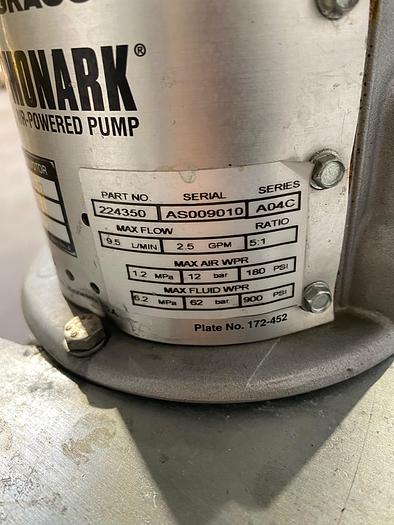 MONARK®
AIR-POWERED PUMP
PART NO. SERIAL SERIES
224350 AS009010 A04C
MAX FLOW RATIO
9.5 L/MIN 2.5 GPM 5:1
MAX AIR WPR
1.2 MPa 12 bar 180 PSI
MAX FLUID WPR
6.2 MPa 62 bar 900 PSI
Plate No. 172-452